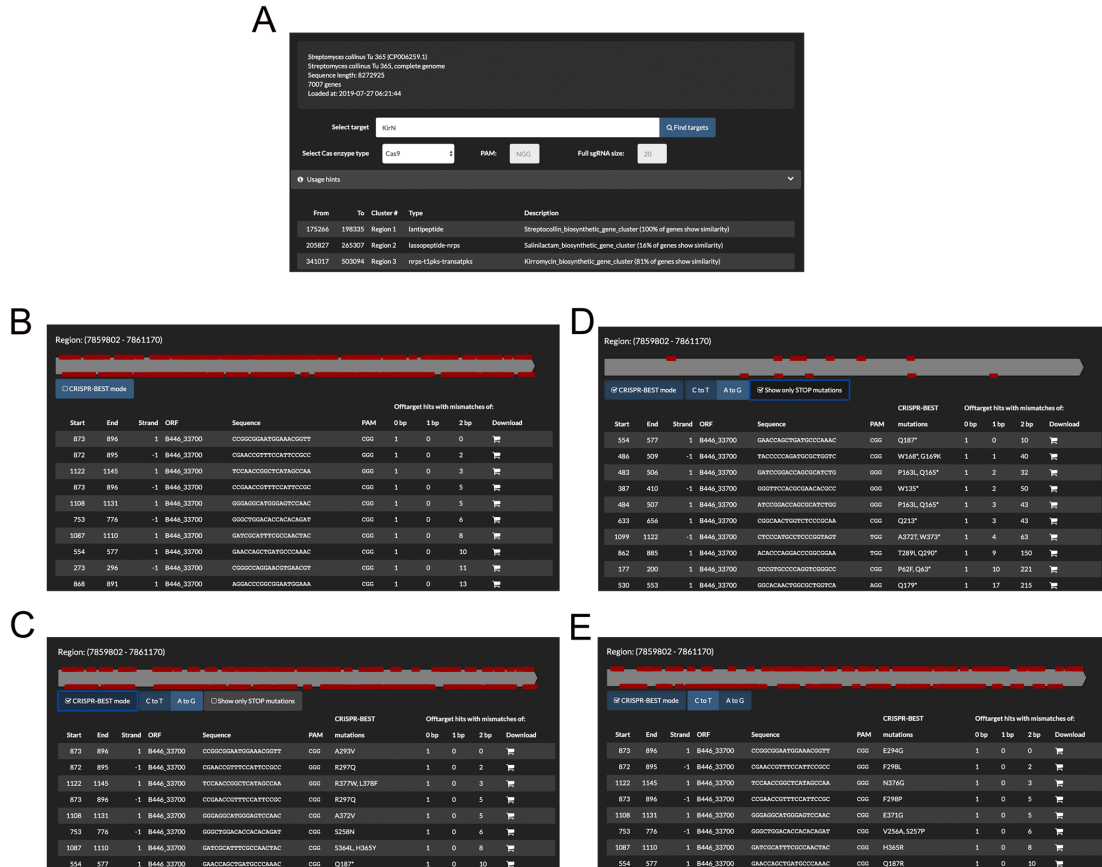 A
Streptomyces collinus Tu 365 (CP006259.1)
Streptomyces collinus Tu 365, complete genome
Sequence length: 8272925
7007 genes
Loaded at: 2019-07-27 06:21:44
Select target KirN Find targets
Select Cas enzype type Cas9 PAM: NGG Full sgRNA size: 20
Usage hints
From To Cluster # Type Description
175266 198335 Region 1 lantipeptide Streptocollin_biosynthetic_gene_cluster (100% of genes show similarity)
205827 265307 Region 2 lassopeptide-nrps Salinilactam_biosynthetic_gene_cluster (16% of genes show similarity)
341017 503094 Region 3 nrps-t1pks-transatpks Kirromycin_biosynthetic_gene_cluster (81% of genes show similarity)
B
Region: (7859802 - 7861170)
CRISPR-BEST mode
Offtarget hits with mismatches of:
Start End Strand ORF Sequence PAM 0 bp 1 bp 2 bp Download
873 896 1 B446_33700 CCGGCGGAATGGAAACGGTT CGG 1 0 0
872 895 -1 B446_33700 CGAACCGTTTCCATTCCGCC GGG 1 0 2
1122 1145 1 B446_33700 TCCAACCGGCTCATAGCCAA GGG 1 0 3
873 896 -1 B446_33700 CCGAACCGTTTCCATTCCGC CGG 1 0 5
1108 1131 1 B446_33700 GGGAGGCATGGGAGTCCAAC CGG 1 0 5
753 776 -1 B446_33700 GGGCTGGACACCACACAGAT CGG 1 0 6
1087 1110 1 B446_33700 GATCGCATTTCGCCAACTAC CGG 1 0 8
554 577 1 B446_33700 GAACCAGCTGATGCCCAAAC CGG 1 0 10
273 296 -1 B446_33700 CGGGCCAGGAACGTGAACGT CGG 1 0 11
868 891 1 B446_33700 AGGACCCGGCGGAATGGAAA CGG 1 0 13
D
Region: (7859802 - 7861170)
CRISPR-BEST mode C to T A to G Show only STOP mutations
CRISPR-BEST Offtarget hits with mismatches of:
Start End Strand ORF Sequence PAM mutations 0 bp 1 bp 2 bp Download
554 577 1 B446_33700 GAACCAGCTGATGCCCAAAC CGG Q187* 1 0 10
486 509 -1 B446_33700 TACCCCCAGATGCGCTGGTC CGG W168*, G169K 1 1 40
483 506 1 B446_33700 GATCCGGACCAGCGCATCTG GGG P163L, Q165* 1 2 32
387 410 -1 B446_33700 GGGTTCCACGCGAACACGCC GGG W135* 1 2 50
484 507 1 B446_33700 ATCCGGACCAGCGCATCTGG GGG P163L, Q165* 1 3 43
633 656 1 B446_33700 CGGCAACTGGTCTCCCGCAA CGG Q213* 1 3 43
1099 1122 -1 B446_33700 CTCCCATGCCTCCCGGTAGT TGG A372T, W373* 1 4 63
862 885 1 B446_33700 ACACCCAGGACCCGGCGGAA TGG T289I, Q290* 1 9 150
177 200 1 B446_33700 GCCGTGCCCCAGGTCGGGCC CGG P62F, Q63* 1 10 221
530 553 1 B446_33700 GGCACAACTGGCGCTGGTCA AGG Q179* 1 17 215
C
Region: (7859802 - 7861170)
CRISPR-BEST mode C to T A to G Show only STOP mutations
CRISPR-BEST Offtarget hits with mismatches of:
Start End Strand ORF Sequence PAM mutations 0 bp 1 bp 2 bp Download
873 896 1 B446_33700 CCGGCGGAATGGAAACGGTT CGG A293V 1 0 0
872 895 -1 B446_33700 CGAACCGTTTCCATTCCGCC GGG R297Q 1 0 2
1122 1145 1 B446_33700 TCCAACCGGCTCATAGCCAA GGG R377W, L378F 1 0 3
873 896 -1 B446_33700 CCGAACCGTTTCCATTCCGC CGG R297Q 1 0 5
1108 1131 1 B446_33700 GGGAGGCATGGGAGTCCAAC CGG A372V 1 0 5
753 776 -1 B446_33700 GGGCTGGACACCACACAGAT CGG S258N 1 0 6
1087 1110 1 B446_33700 GATCGCATTTCGCCAACTAC CGG S364L, H365Y 1 0 8
554 577 1 B446_33700 GAACCAGCTGATGCCCAAAC CGG Q187* 1 0 10
E
Region: (7859802 - 7861170)
CRISPR-BEST mode C to T A to G
CRISPR-BEST Offtarget hits with mismatches of:
Start End Strand ORF Sequence PAM mutations 0 bp 1 bp 2 bp Download
873 896 1 B446_33700 CCGGCGGAATGGAAACGGTT CGG E294G 1 0 0
872 895 -1 B446_33700 CGAACCGTTTCCATTCCGCC GGG F298L 1 0 2
1122 1145 1 B446_33700 TCCAACCGGCTCATAGCCAA GGG N376G 1 0 3
873 896 -1 B446_33700 CCGAACCGTTTCCATTCCGC CGG F298P 1 0 5
1108 1131 1 B446_33700 GGGAGGCATGGGAGTCCAAC CGG E371G 1 0 5
753 776 -1 B446_33700 GGGCTGGACACCACACAGAT CGG V256A, S257P 1 0 6
1087 1110 1 B446_33700 GATCGCATTTCGCCAACTAC CGG H365R 1 0 8
554 577 1 B446_33700 GAACCAGCTGATGCCCAAAC CGG Q187R 1 0 10